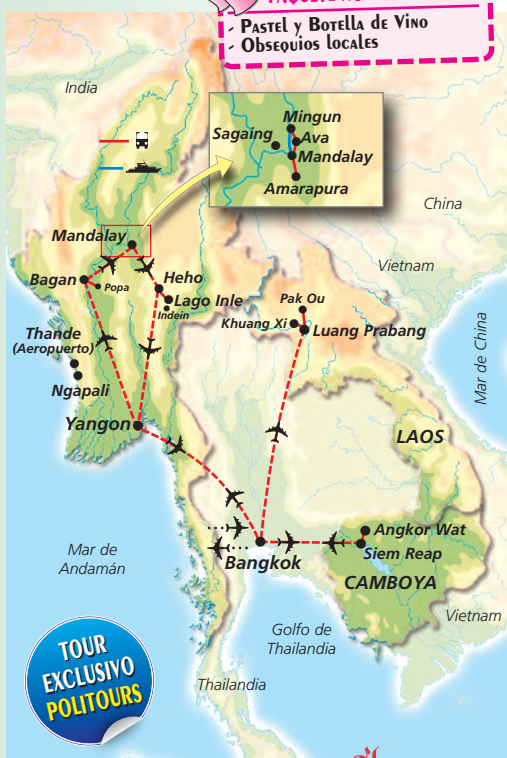 - Pastel y Botella de Vino
- Obsequios locales
India
Mingun
Sagaing
Ava
Mandalay
Amarapura
China
Mandalay
Vietnam
Bagan
Popa
Heho
Lago Inle
Indein
Pak Ou
Khuang Xi
Luang Prabang
Mar de China
Thande
(Aeropuerto)
Ngapali
Yangon
LAOS
Angkor Wat
Siem Reap
Bangkok
CAMBOYA
Mar de
Andamán
Golfo de
Thailandia
Vietnam
Thailandia
TOUR
EXCLUSIVO
POLITOURS